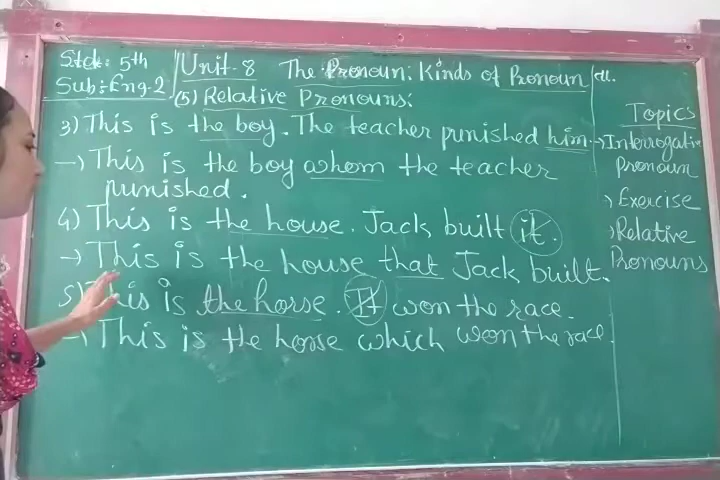 Std: 5th
Sub:- Eng-2
Unit-8 The Pronoun: Kinds of Pronoun
(5) Relative Pronouns:
3) This is the boy. The teacher punished him.
→ This is the boy whom the teacher
punished.
4) This is the house. Jack built it.
→ This is the house that Jack built.
5) This is the horse. It won the race.
→ This is the horse which won the race.
Topics
→ Interrogative
Pronoun
→ Exercise
→ Relative
Pronouns